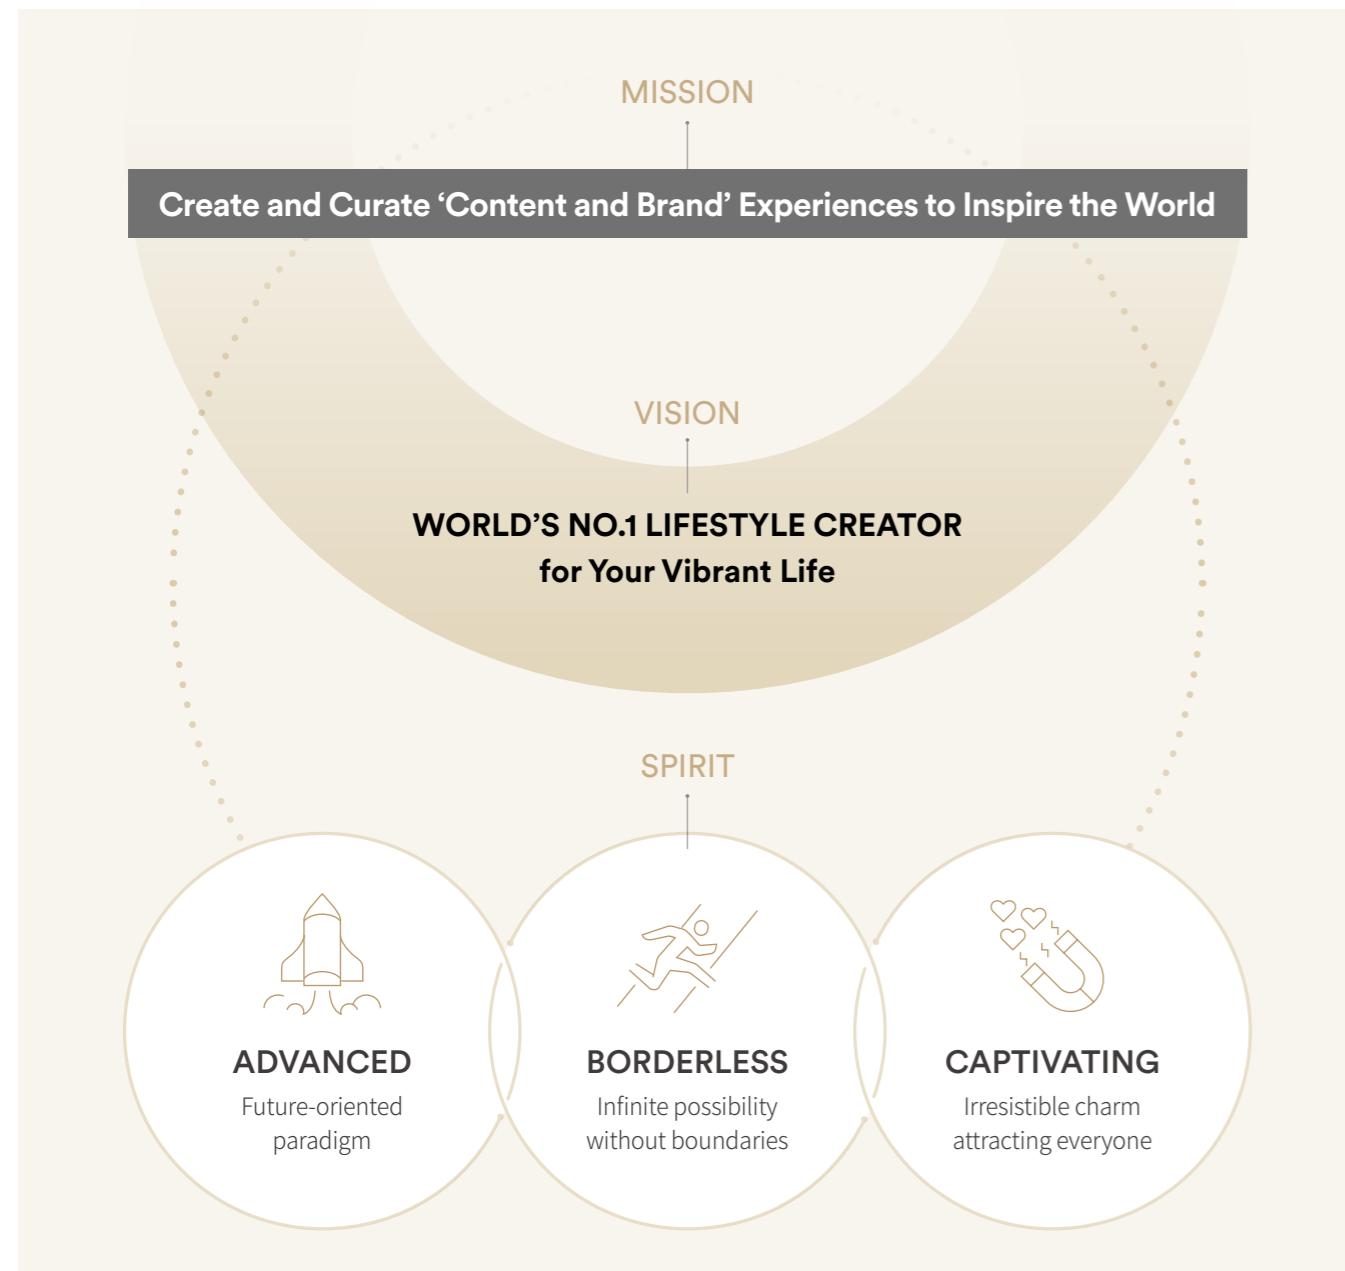 MISSION
Create and Curate ‘Content and Brand’ Experiences to Inspire the World
VISION
WORLD’S NO.1 LIFESTYLE CREATOR
for Your Vibrant Life
SPIRIT
ADVANCED
Future-oriented
paradigm
BORDERLESS
Infinite possibility
without boundaries
CAPTIVATING
Irresistible charm
attracting everyone